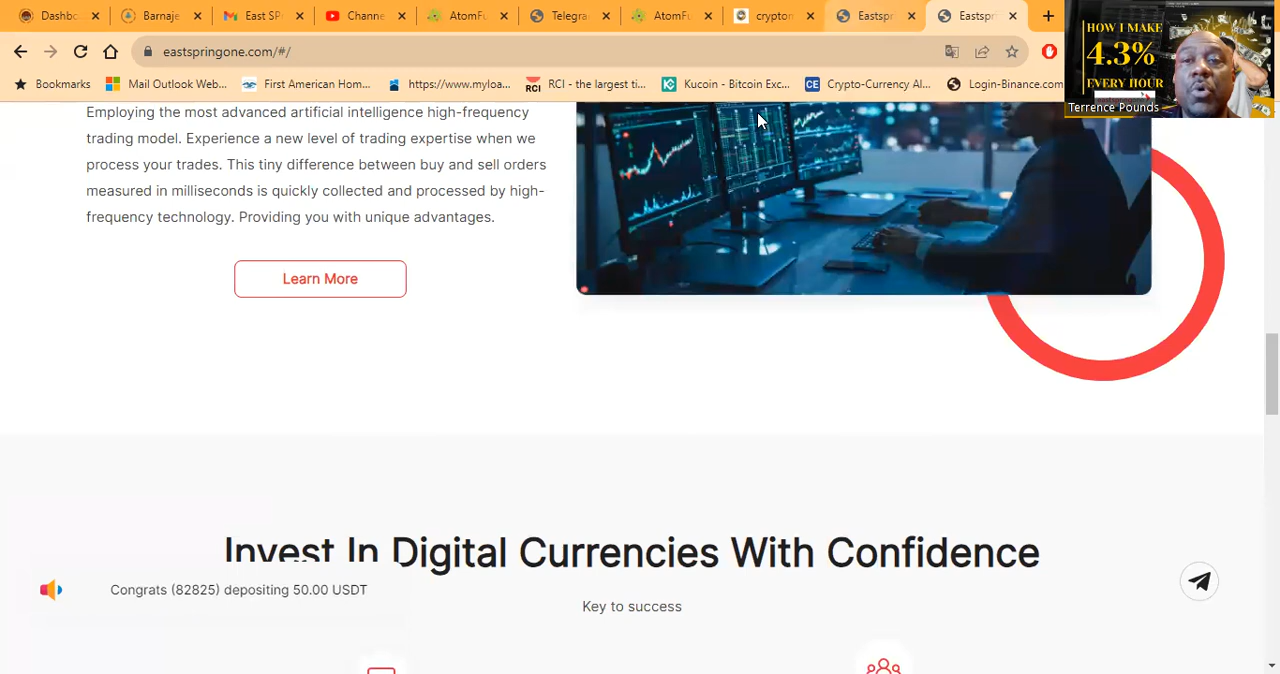 Dashbo
Barnaje
East SP
Channe
AtomFu
Telegra
AtomFu
crypton
Eastspr
Eastspri
eastspringone.com/#/
Bookmarks
Mail Outlook Web...
First American Hom...
https://www.myloa...
RCI - the largest ti...
Kucoin - Bitcoin Exc...
Crypto-Currency Al...
Login-Binance.com
HOW I MAKE
4.3%
EVERY HOUR
Terrence Pounds
Employing the most advanced artificial intelligence high-frequency
trading model. Experience a new level of trading expertise when we
process your trades. This tiny difference between buy and sell orders
measured in milliseconds is quickly collected and processed by high-
frequency technology. Providing you with unique advantages.
Learn More
Invest In Digital Currencies With Confidence
Congrats (82825) depositing 50.00 USDT
Key to success